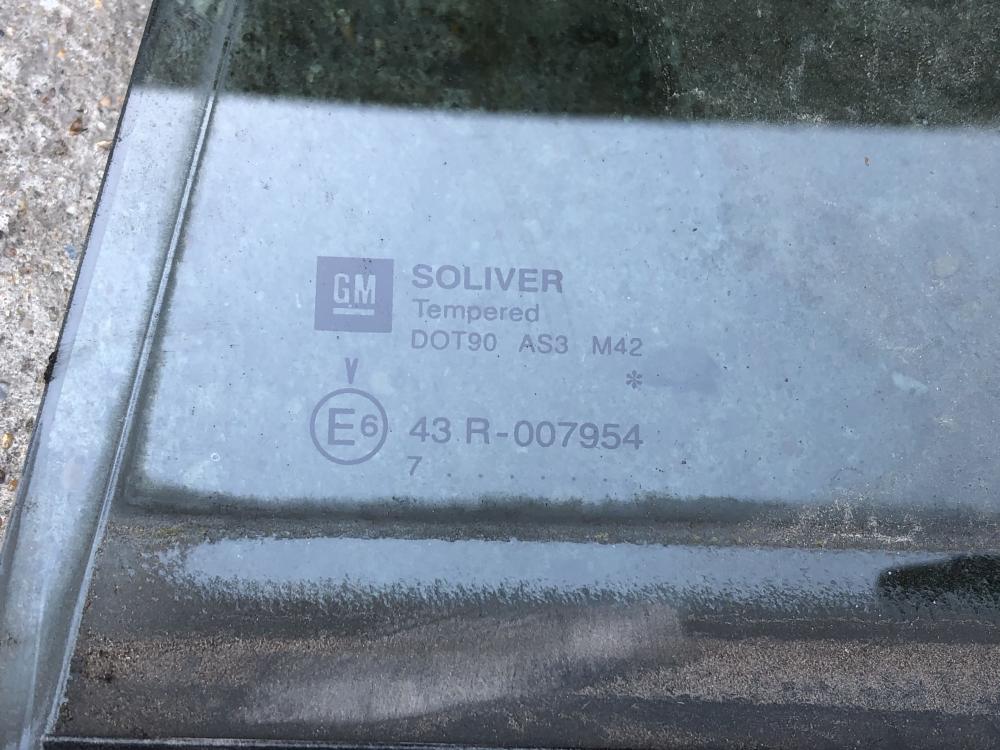 GM SOLIVER
Tempered
DOT90 AS3 M42
V *
E6 43 R-007954
7 . . . . . .